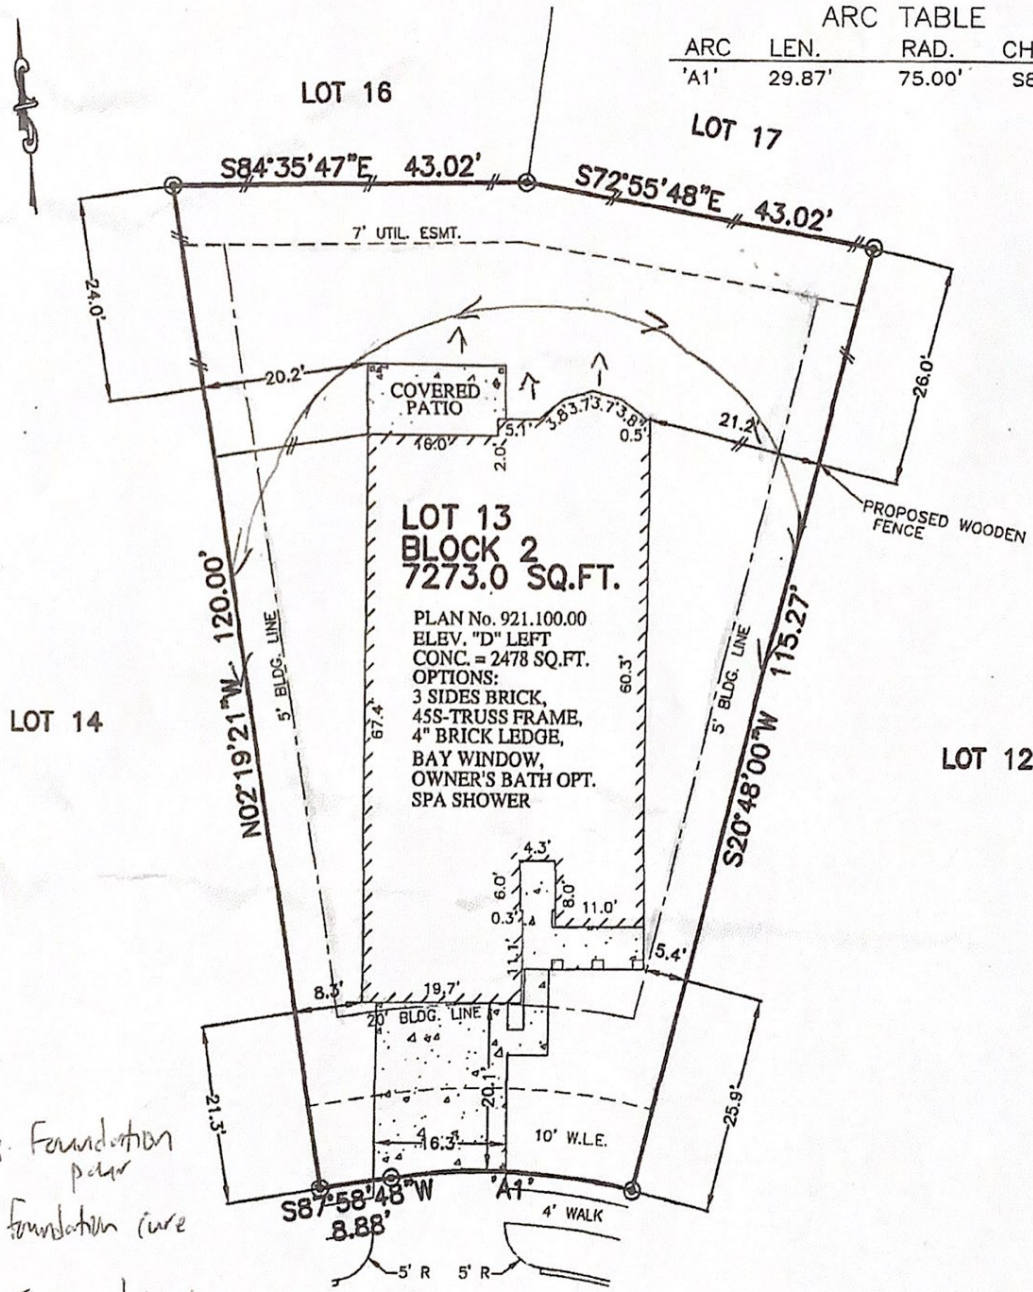 ARC TABLE
ARC LEN. RAD. CH
'A1' 29.87' 75.00' S8
LOT 16
LOT 17
S84°35'47"E 43.02'
S72°55'48"E 43.02'
7' UTIL. ESMT.
24.0'
26.0'
20.2'
COVERED
PATIO
16.0'
2.0'
5.1'
3.8'
3.7'
3.7'
3.8'
0.5'
21.2'
PROPOSED WOODEN
FENCE
LOT 13
BLOCK 2
7273.0 SQ.FT.
PLAN No. 921.100.00
ELEV. "D" LEFT
CONC. = 2478 SQ.FT.
OPTIONS:
3 SIDES BRICK,
45S-TRUSS FRAME,
4" BRICK LEDGE,
BAY WINDOW,
OWNER'S BATH OPT.
SPA SHOWER
N02°19'21"W 120.00'
5' BLDG. LINE
67.4'
60.3'
5' BLDG. LINE
S20°48'00"W 115.27'
LOT 14
LOT 12
4.3'
6.0'
8.0'
0.3'
11.0'
11.1'
5.4'
8.3'
19.7'
20' BLDG. LINE
20.1'
21.3'
25.9'
16.3'
4
10' W.L.E.
Foundation
pour
foundation cure
S87°58'48"W
8.88'
'A1'
4' WALK
5' R 5' R